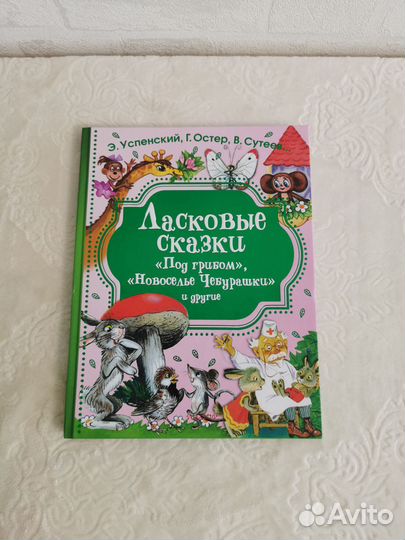 Э. Успенский, Г. Остер, В. Сутеев
Ласковые
сказки
«Под грибом»,
«Новоселье Чебурашки»
и другие
Avito